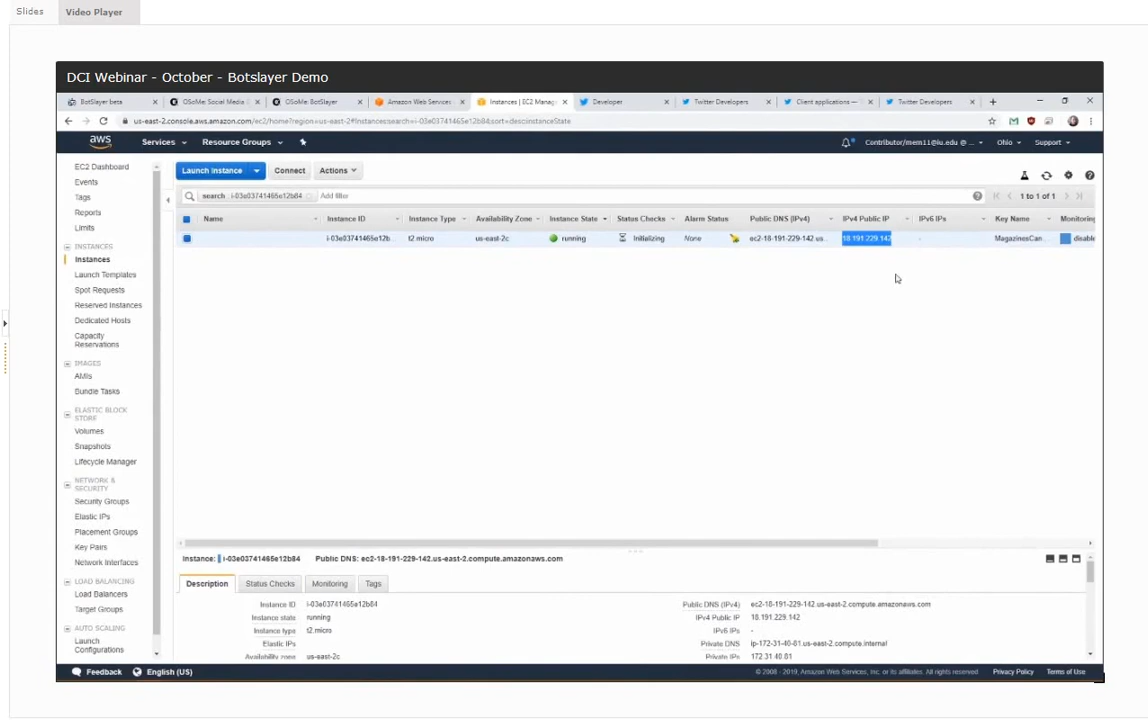 Slides Video Player
DCI Webinar - October - Botslayer Demo
BotSlayer beta OSoMe: Social Media OSoMe: BotSlayer Amazon Web Services Instances | EC2 Manag Developer Twitter Developers Client applications — Twitter Developers
us-east-2.console.aws.amazon.com/ec2/home?region=us-east-2#Instances:search=i-03e03741465e12b84;sort=desc:instanceState
aws Services Resource Groups Contributor/mem11@iu.edu @ ... Ohio Support
Launch Instance Connect Actions
search : i-03e03741465e12b84 Add filter 1 to 1 of 1
Name Instance ID Instance Type Availability Zone Instance State Status Checks Alarm Status Public DNS (IPv4) IPv4 Public IP IPv6 IPs Key Name Monitoring
i-03e03741465e12b... t2.micro us-east-2c running Initializing None ec2-18-191-229-142.us... 18.191.229.142 - MagazinesCan... disable
EC2 Dashboard
Events
Tags
Reports
Limits
INSTANCES
Instances
Launch Templates
Spot Requests
Reserved Instances
Dedicated Hosts
Capacity
Reservations
IMAGES
AMIs
Bundle Tasks
ELASTIC BLOCK
STORE
Volumes
Snapshots
Lifecycle Manager
NETWORK &
SECURITY
Security Groups
Elastic IPs
Placement Groups
Key Pairs
Network Interfaces
LOAD BALANCING
Load Balancers
Target Groups
AUTO SCALING
Launch
Configurations
Instance: i-03e03741465e12b84 Public DNS: ec2-18-191-229-142.us-east-2.compute.amazonaws.com
Description Status Checks Monitoring Tags
Instance ID i-03e03741465e12b84 Public DNS (IPv4) ec2-18-191-229-142.us-east-2.compute.amazonaws.com
Instance state running IPv4 Public IP 18.191.229.142
Instance type t2.micro IPv6 IPs -
Elastic IPs Private DNS ip-172-31-40-81.us-east-2.compute.internal
Availability zone us-east-2c Private IPs 172.31.40.81
Feedback English (US) © 2008 - 2019, Amazon Web Services, Inc. or its affiliates. All rights reserved. Privacy Policy Terms of Use